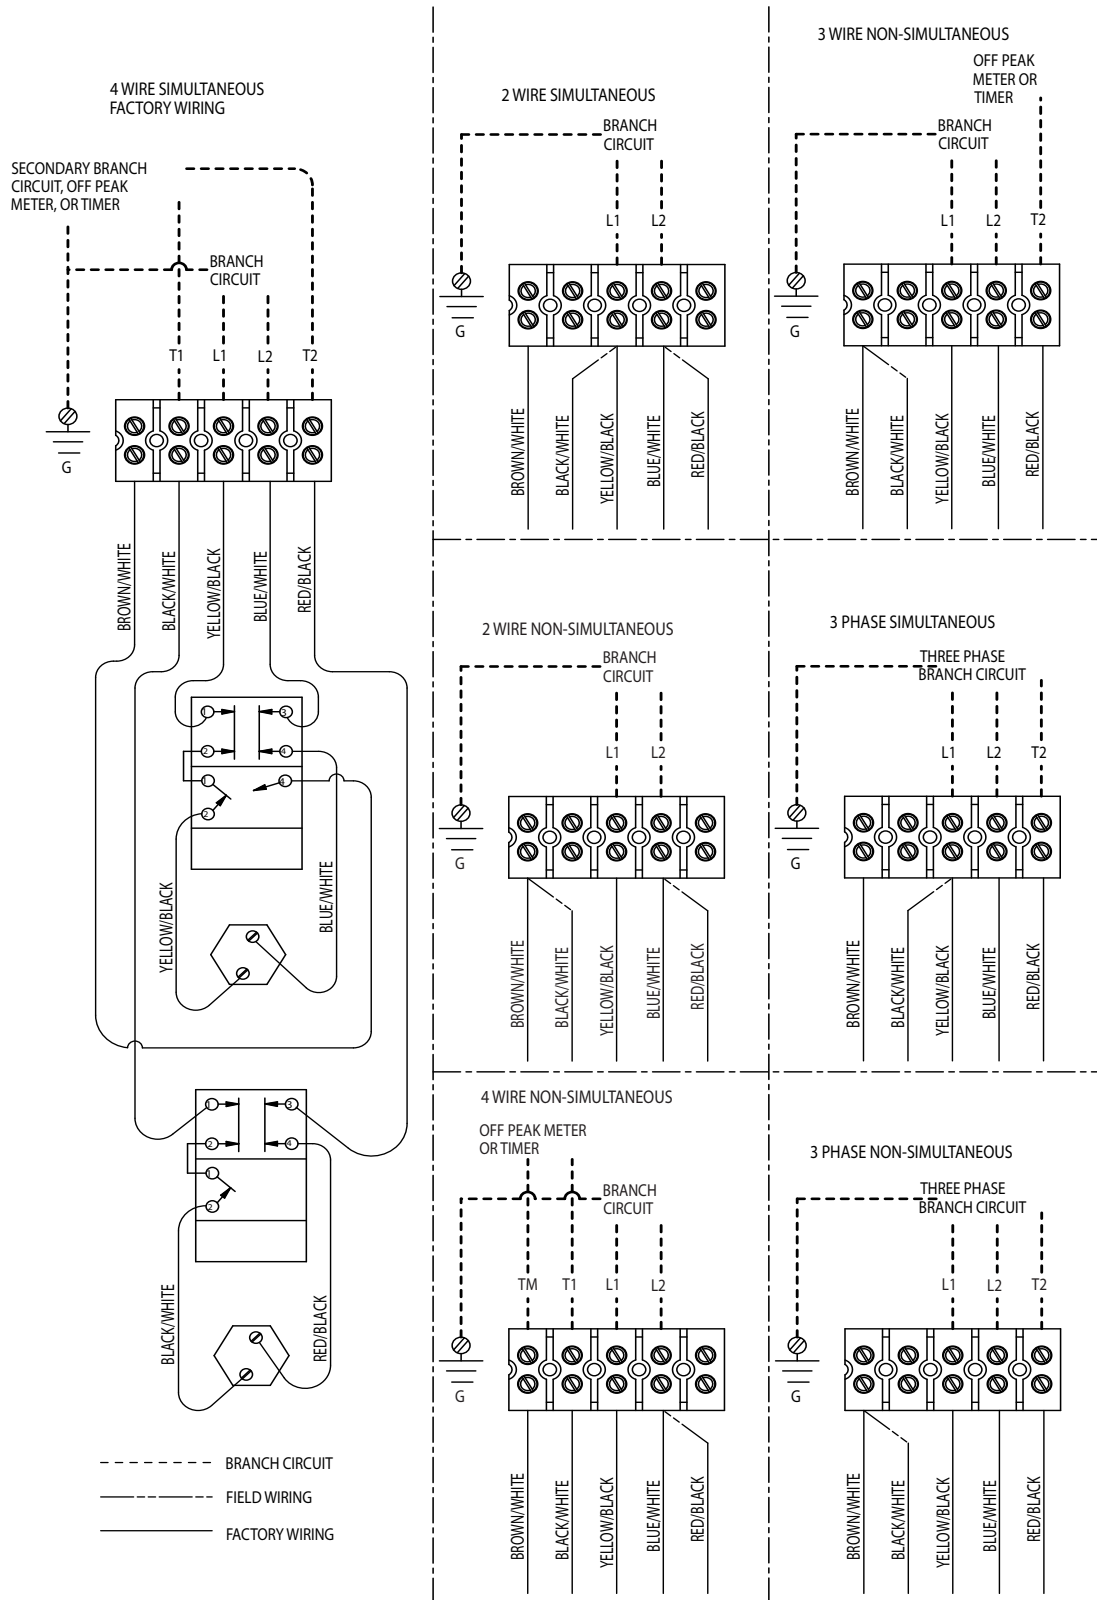 4 WIRE SIMULTANEOUS
FACTORY WIRING
SECONDARY BRANCH
CIRCUIT, OFF PEAK
METER, OR TIMER
BRANCH
CIRCUIT
T1
L1
L2
T2
G
BROWN/WHITE
BLACK/WHITE
YELLOW/BLACK
BLUE/WHITE
RED/BLACK
1
3
2
4
1
4
2
YELLOW/BLACK
BLUE/WHITE
1
3
2
4
1
2
BLACK/WHITE
RED/BLACK
BRANCH CIRCUIT
FIELD WIRING
FACTORY WIRING
2 WIRE SIMULTANEOUS
BRANCH
CIRCUIT
L1
L2
G
BROWN/WHITE
BLACK/WHITE
YELLOW/BLACK
BLUE/WHITE
RED/BLACK
3 WIRE NON-SIMULTANEOUS
OFF PEAK
METER OR
TIMER
BRANCH
CIRCUIT
L1
L2
T2
G
BROWN/WHITE
BLACK/WHITE
YELLOW/BLACK
BLUE/WHITE
RED/BLACK
2 WIRE NON-SIMULTANEOUS
BRANCH
CIRCUIT
L1
L2
G
BROWN/WHITE
BLACK/WHITE
YELLOW/BLACK
BLUE/WHITE
RED/BLACK
3 PHASE SIMULTANEOUS
THREE PHASE
BRANCH CIRCUIT
L1
L2
T2
G
BROWN/WHITE
BLACK/WHITE
YELLOW/BLACK
BLUE/WHITE
RED/BLACK
4 WIRE NON-SIMULTANEOUS
OFF PEAK METER
OR TIMER
BRANCH
CIRCUIT
TM
T1
L1
L2
G
BROWN/WHITE
BLACK/WHITE
YELLOW/BLACK
BLUE/WHITE
RED/BLACK
3 PHASE NON-SIMULTANEOUS
THREE PHASE
BRANCH CIRCUIT
L1
L2
T2
G
BROWN/WHITE
BLACK/WHITE
YELLOW/BLACK
BLUE/WHITE
RED/BLACK